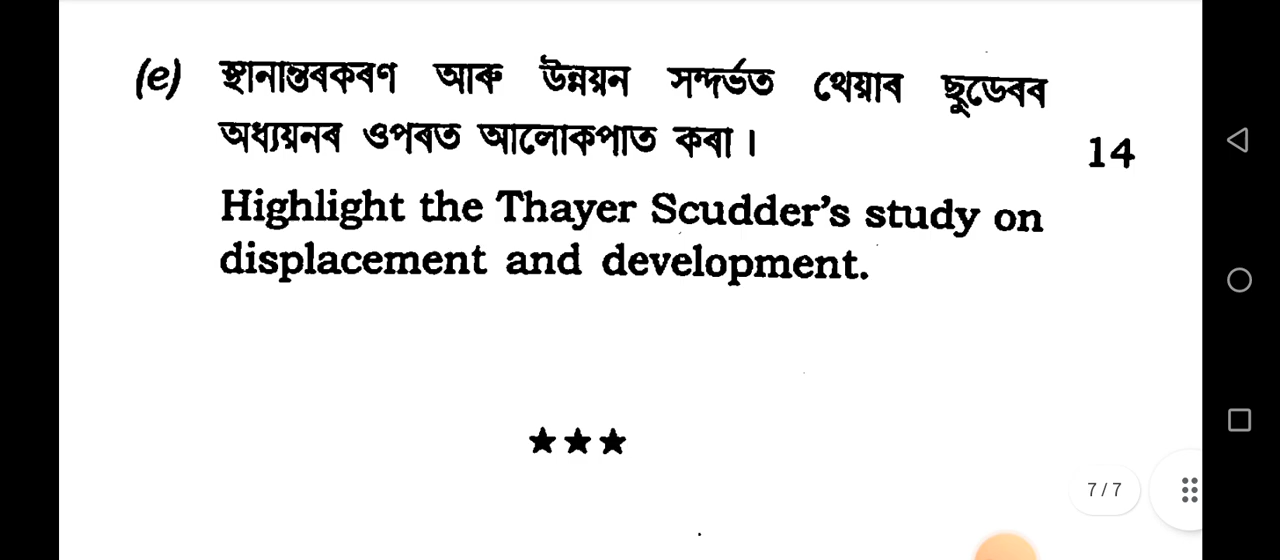 (e) স্থানান্তৰকৰণ আৰু উন্নয়ন সন্দৰ্ভত থেয়াৰ ছুডেৰৰ
অধ্যয়নৰ ওপৰত আলোকপাত কৰা । 14
Highlight the Thayer Scudder's study on
displacement and development.
★★★
7/7